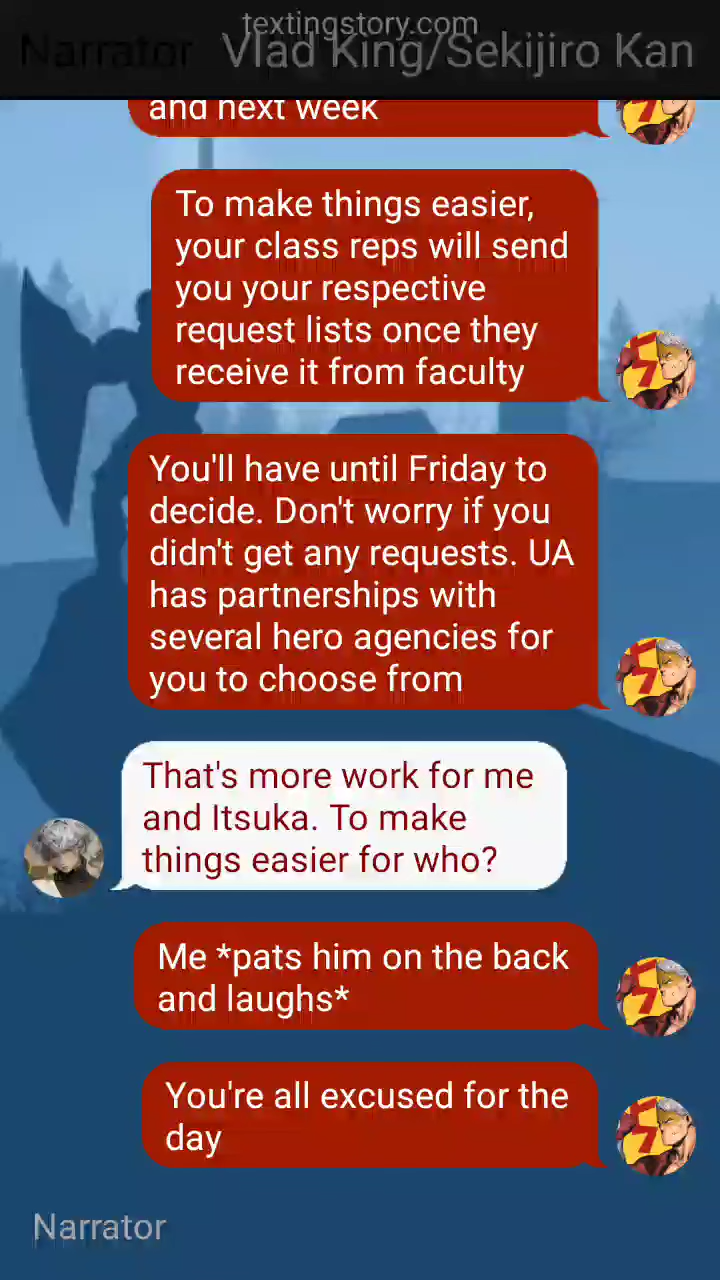 textingstory.com
Narrator Vlad King/Sekijiro Kan
and next week
To make things easier,
your class reps will send
you your respective
request lists once they
receive it from faculty
You'll have until Friday to
decide. Don't worry if you
didn't get any requests. UA
has partnerships with
several hero agencies for
you to choose from
That's more work for me
and Itsuka. To make
things easier for who?
Me *pats him on the back
and laughs*
You're all excused for the
day
Narrator